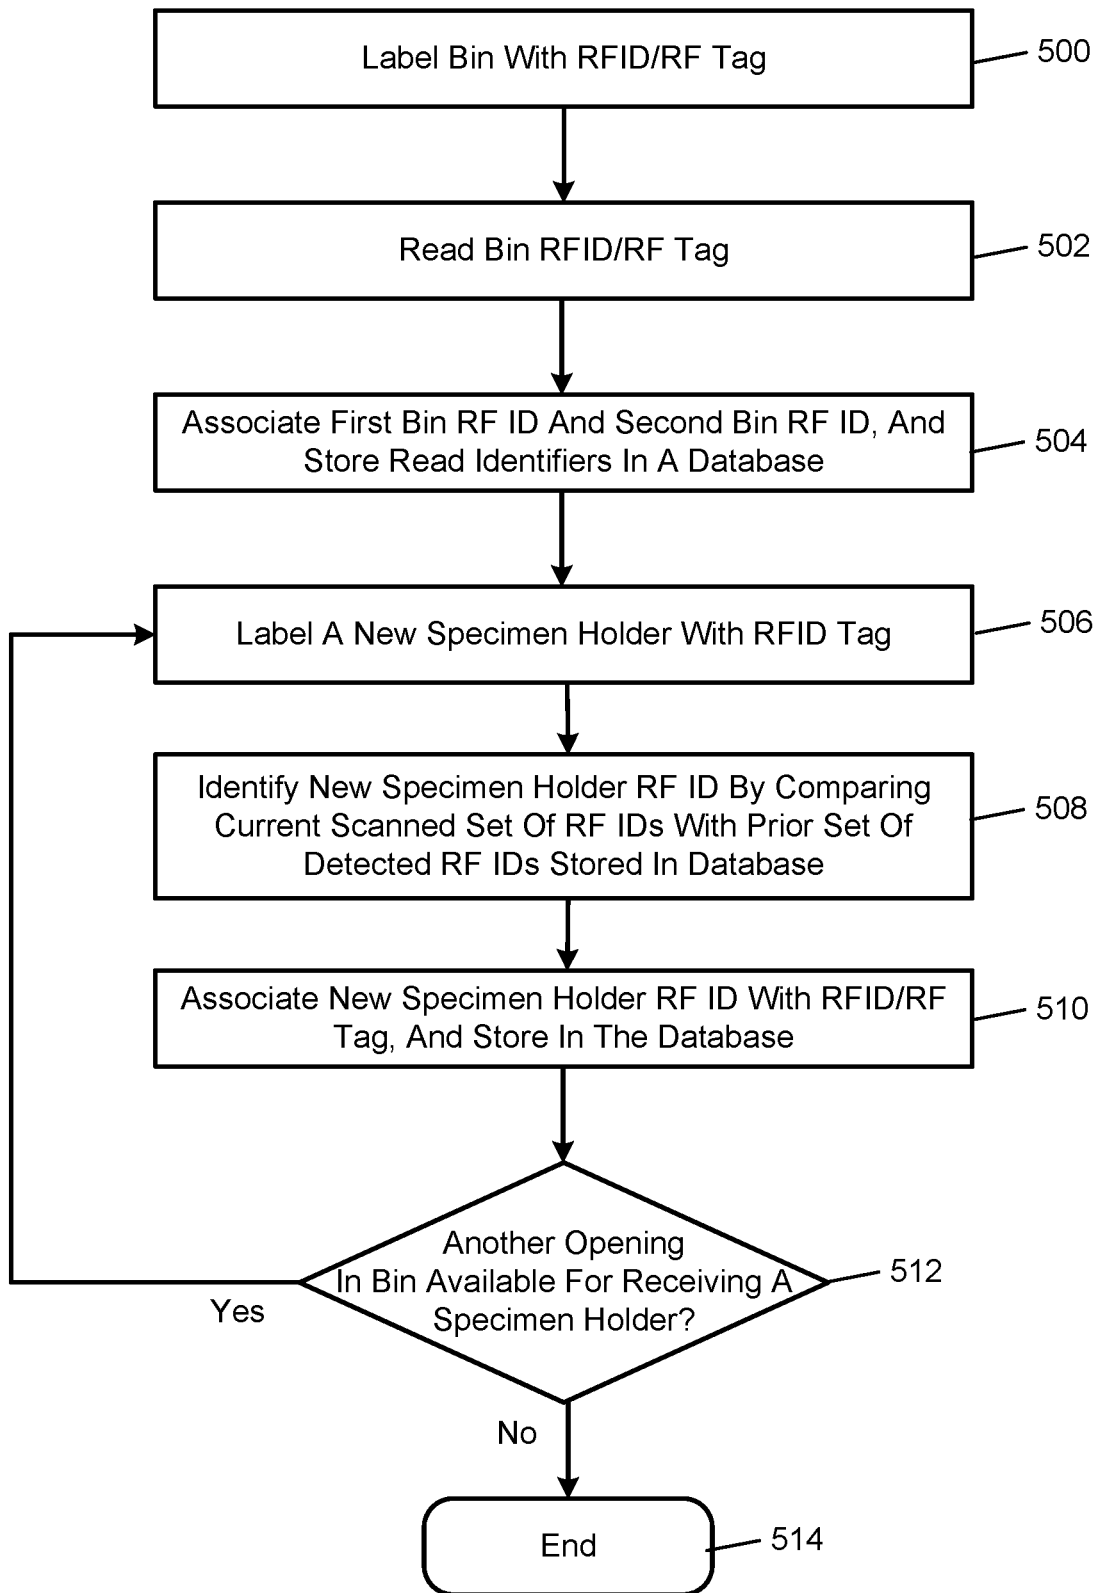 Label Bin With RFID/RF Tag
500
Read Bin RFID/RF Tag
502
Associate First Bin RF ID And Second Bin RF ID, And
Store Read Identifiers In A Database
504
Label A New Specimen Holder With RFID Tag
506
Identify New Specimen Holder RF ID By Comparing
Current Scanned Set Of RF IDs With Prior Set Of
Detected RF IDs Stored In Database
508
Associate New Specimen Holder RF ID With RFID/RF
Tag, And Store In The Database
510
Another Opening
In Bin Available For Receiving A
Specimen Holder?
512
Yes
No
End
514